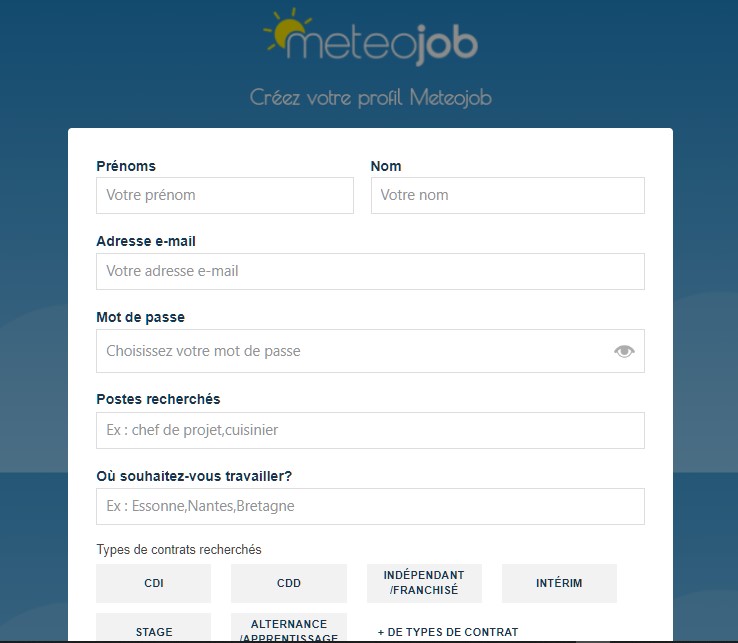 meteojob
Créez votre profil Meteojob
Prénoms Nom
Votre prénom Votre nom
Adresse e-mail
Votre adresse e-mail
Mot de passe
Choisissez votre mot de passe
Postes recherchés
Ex : chef de projet,cuisinier
Où souhaitez-vous travailler?
Ex : Essonne,Nantes,Bretagne
Types de contrats recherchés
CDI CDD INDÉPENDANT
/FRANCHISÉ INTÉRIM
STAGE ALTERNANCE
/APPRENTISSAGE + DE TYPES DE CONTRAT